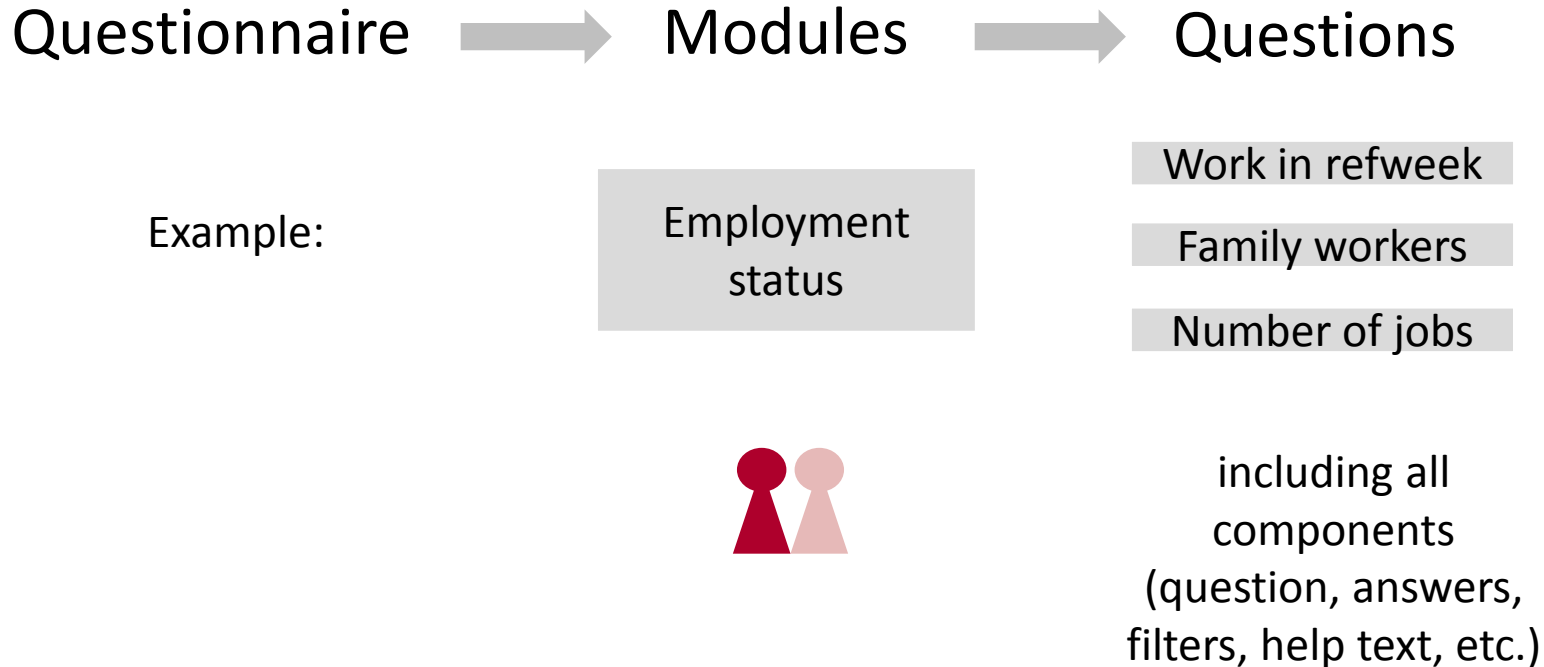 Questionnaire
Modules
Questions
Example:
Employment
status
Work in refweek
Family workers
Number of jobs
including all
components
(question, answers,
filters, help text, etc.)